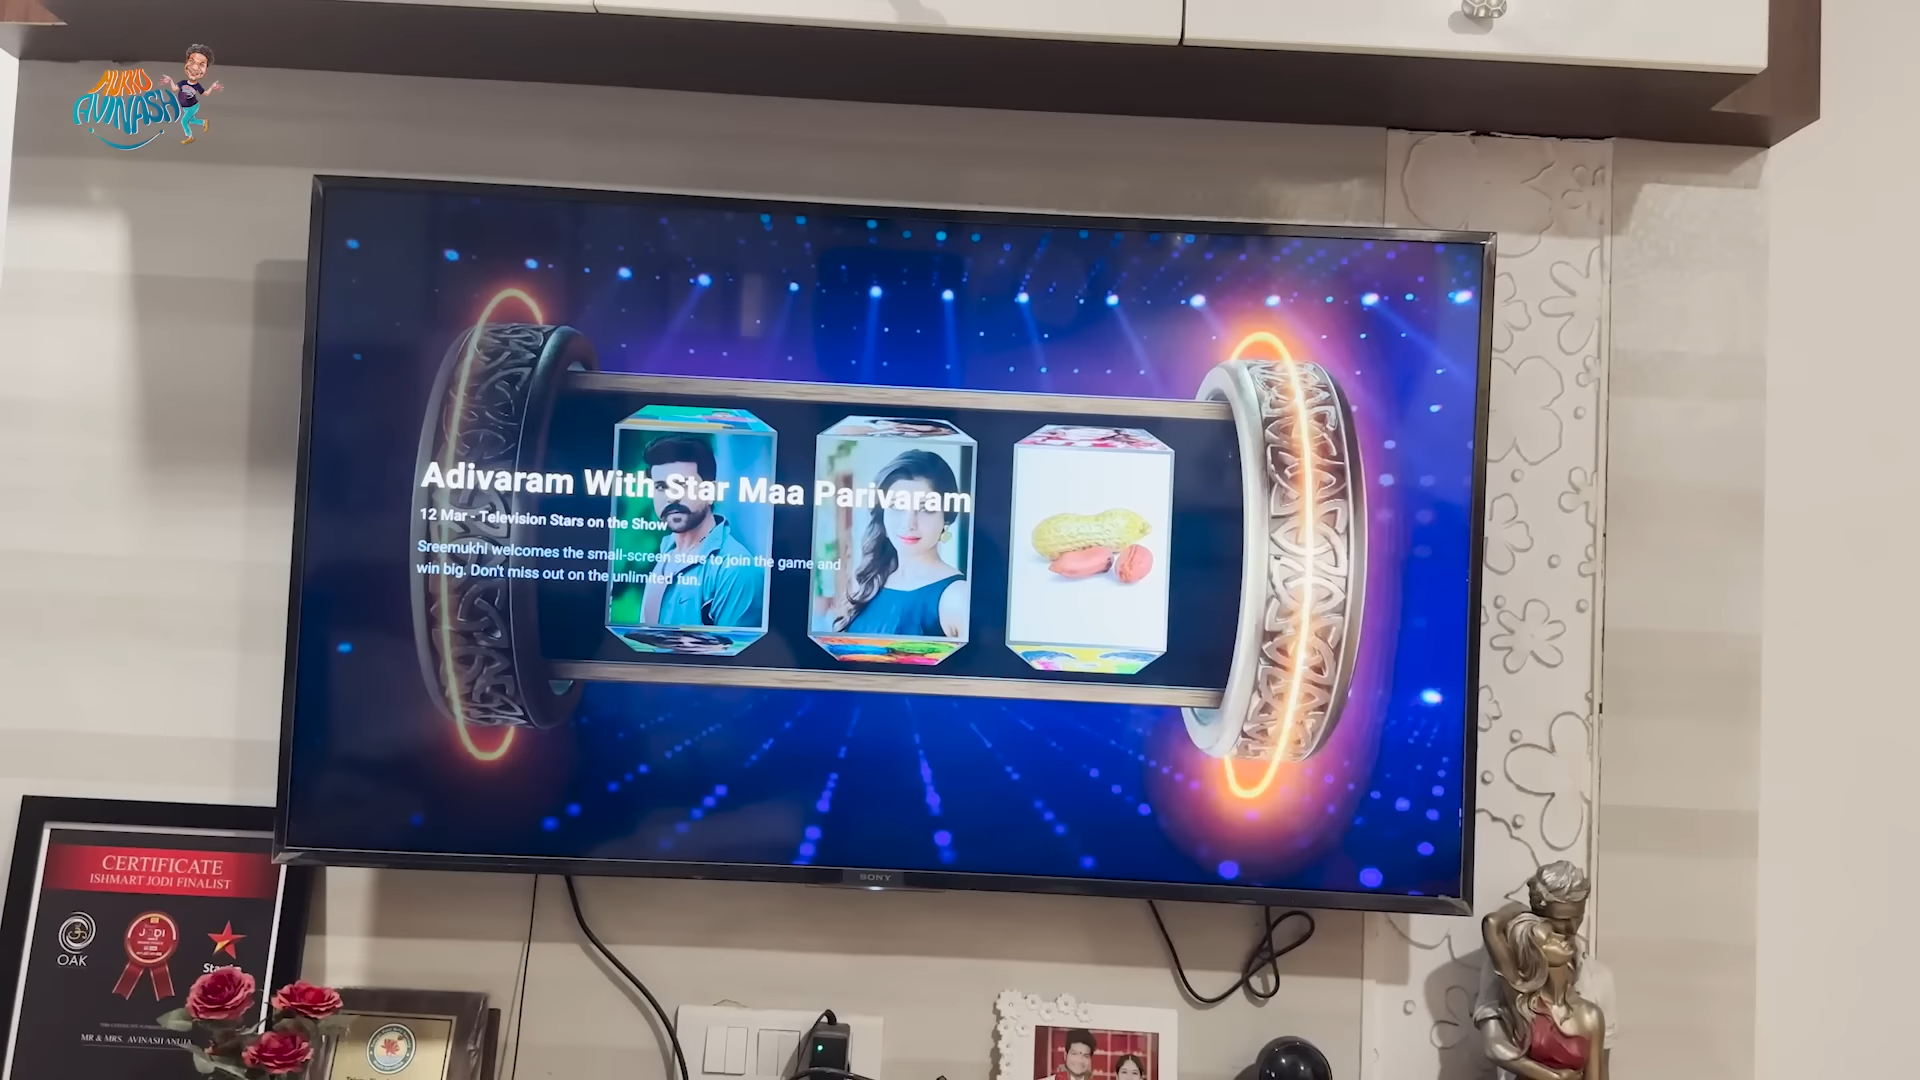 MUKKU
AVINASH
Adivaram With Star Maa Parivaram
12 Mar - Television Stars on the Show
Sreemukhi welcomes the small-screen stars to join the game and
win big. Don't miss out on the unlimited fun.
SONY
CERTIFICATE
ISHMART JODI FINALIST
OAK
JODI
MR & MRS. AVINASH ANUJA